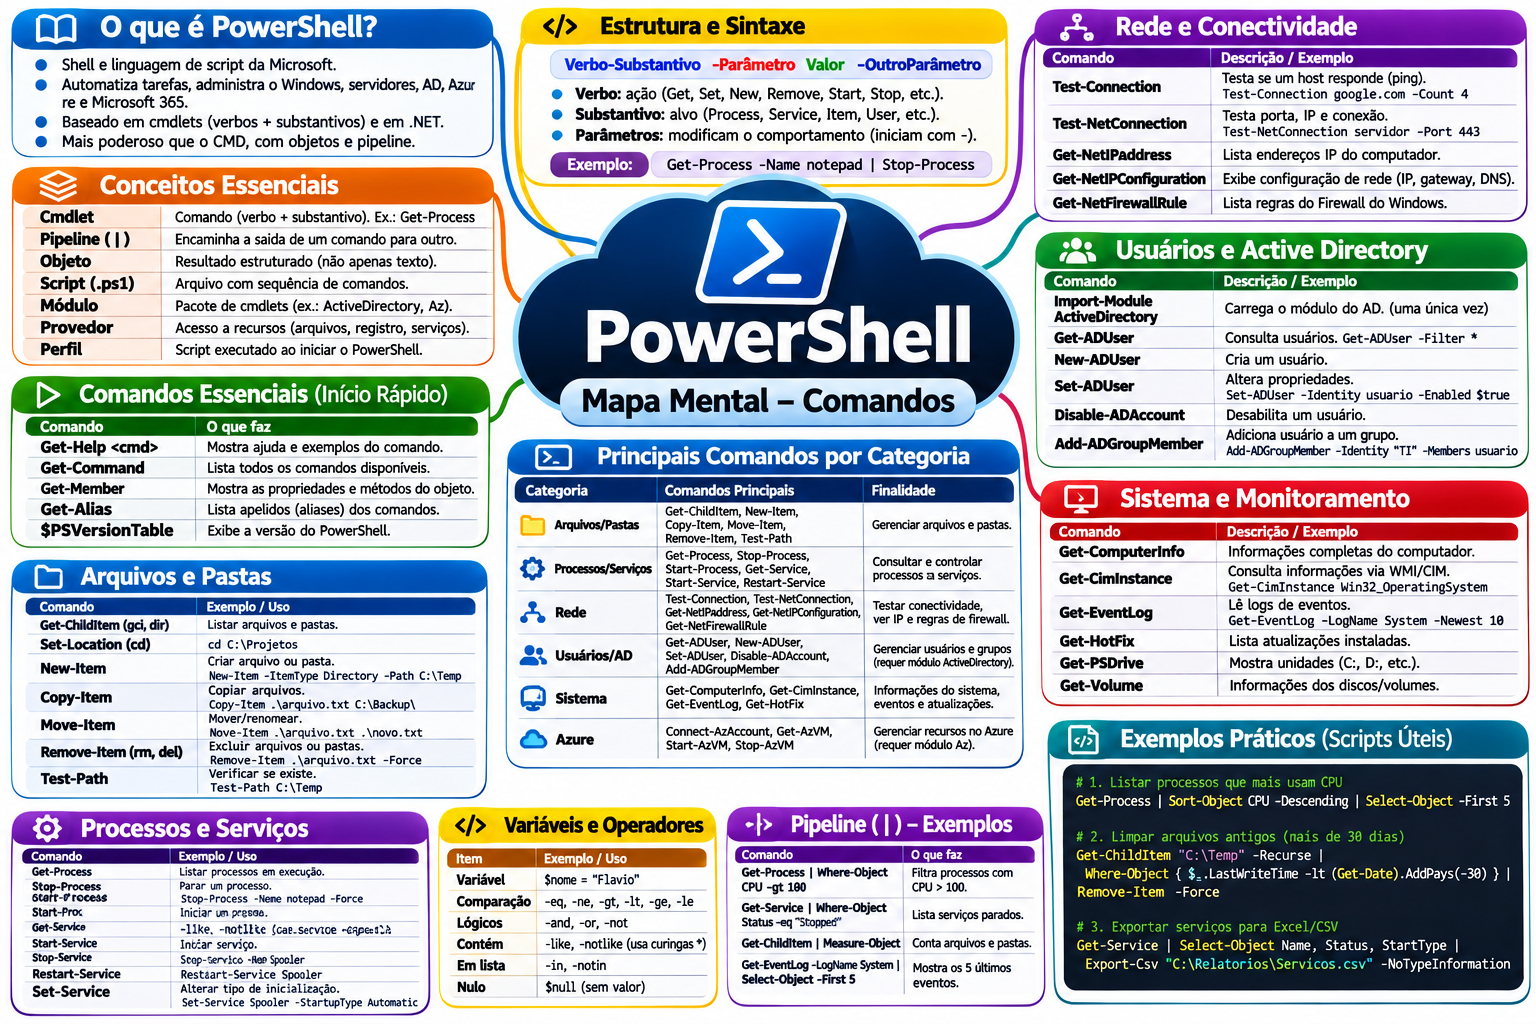 O que é PowerShell?
Shell e linguagem de script da Microsoft.
Automatiza tarefas, administra o Windows, servidores, AD, Azur
re e Microsoft 365.
Baseado em cmdlets (verbos + substantivos) e em .NET.
Mais poderoso que o CMD, com objetos e pipeline.
Conceitos Essenciais
Cmdlet Comando (verbo + substantivo). Ex.: Get-Process
Pipeline ( | ) Encaminha a saida de um comando para outro.
Objeto Resultado estruturado (não apenas texto).
Script (.ps1) Arquivo com sequência de comandos.
Módulo Pacote de cmdlets (ex.: ActiveDirectory, Az).
Provedor Acesso a recursos (arquivos, registro, serviços).
Perfil Script executado ao iniciar o PowerShell.
Comandos Essenciais (Início Rápido)
Comando O que faz
Get-Help <cmd> Mostra ajuda e exemplos do comando.
Get-Command Lista todos os comandos disponíveis.
Get-Member Mostra as propriedades e métodos do objeto.
Get-Alias Lista apelidos (aliases) dos comandos.
$PSVersionTable Exibe a versão do PowerShell.
Arquivos e Pastas
Comando Exemplo / Uso
Get-ChildItem (gci, dir) Listar arquivos e pastas.
Set-Location (cd) cd C:\Projetos
New-Item Criar arquivo ou pasta.
New-Item -ItemType Directory -Path C:\Temp
Copy-Item Copiar arquivos.
Copy-Item .\arquivo.txt C:\Backup\
Move-Item Mover/renomear.
Nove-Item .\arquivo.txt .\novo.txt
Remove-Item (rm, del) Excluir arquivos ou pastas.
Remove-Item .\arquivo.txt -Force
Test-Path Verificar se existe.
Test-Path C:\Temp
Processos e Serviços
Comando Exemplo / Uso
Get-Process Listar processos em execução.
Stop-Process Parar um processo.
Stop-Process -Neme notepad -Force
Iniciar um
Get-Service -like, -notlike
Start-Service serviço.
Stop-Service Spooler
Restart-Service Restart-Service Spooler
Set-Service Alterar tipo de inicialização.
Set-Service Spooler -StartupType Automatic
Estrutura e Sintaxe
Verbo-Substantivo -Parâmetro Valor -OutroParâmetro
Verbo: ação (Get, Set, New, Remove, Start, Stop, etc.).
Substantivo: alvo (Process, Service, Item, User, etc.).
Parâmetros: modificam o comportamento (iniciam com -).
Exemplo: Get-Process -Name notepad | Stop-Process
PowerShell
Mapa Mental – Comandos
Principais Comandos por Categoria
Categoria Comandos Principais Finalidade
Arquivos/Pastas Get-ChildItem, New-Item,
Copy-Item, Move-Item,
Remove-Item, Test-Path
Gerenciar arquivos e pastas.
Processos/Serviços Get-Process, Stop-Process,
Start-Process, Get-Service,
Start-Service, Restart-Service
Consultar e controlar
processos serviços.
Rede Test-Connection, Test-NetConnection,
Get-NetIPAddress, Get-NetIPConfiguration,
Get-NetFirewallRule
Testar conectividade,
ver IP e regras de firewall.
Usuários/AD Get-ADUser, New-ADUser,
Set-ADUser, Disable-ADAccount,
Add-ADGroupMember
Gerenciar usuários e grupos
(requer módulo ActiveDirectory).
Sistema Get-ComputerInfo, Get-CimInstance,
Get-EventLog, Get-HotFix
Informações do sistema,
eventos e atualizações.
Azure Connect-AzAccount, Get-AzVM,
Start-AzVM, Stop-AzVM
Gerenciar recursos no Azure
(requer módulo Az).
Variáveis e Operadores
Item Exemplo / Uso
Variável $nome = "Flavio"
Comparação -eq, -ne, -gt, -lt, -ge, -le
Lógicos -and, -or, -not
Contém -like, -notlike (usa curingas *)
Em lista -in, -notin
Nulo $null (sem valor)
Pipeline ( | ) – Exemplos
Comando O que faz
Get-Process | Where-Object
CPU -gt 100
Filtra processos com
CPU > 100.
Get-Service | Where-Object
Status -eq "Stopped"
Lista serviços parados.
Get-ChildItem | Measure-Object Conta arquivos e pastas.
Get-EventLog -LogName System |
Select-Object -First 5
Mostra os 5 últimos
eventos.
Rede e Conectividade
Comando Descrição / Exemplo
Test-Connection Testa se um host responde (ping).
Test-Connection google.com -Count 4
Test-NetConnection Testa porta, IP e conexão.
Test-NetConnection servidor -Port 443
Get-NetIPAddress Lista endereços IP do computador.
Get-NetIPConfiguration Exibe configuração de rede (IP, gateway, DNS).
Get-NetFirewallRule Lista regras do Firewall do Windows.
Usuários e Active Directory
Comando Descrição / Exemplo
Import-Module
ActiveDirectory
Carrega o módulo do AD. (uma única vez)
Get-ADUser Consulta usuários. Get-ADUser -Filter *
New-ADUser Cria um usuário.
Set-ADUser Altera propriedades.
Set-ADUser -Identity usuario -Enabled $true
Disable-ADAccount Desabilita um usuário.
Add-ADGroupMember Adiciona usuário a um grupo.
Add-ADGroupMember -Identity "TI" -Members usuario
Sistema e Monitoramento
Comando Descrição / Exemplo
Get-ComputerInfo Informações completas do computador.
Get-CimInstance Consulta informações via WMI/CIM.
Get-CimInstance Win32_OperatingSystem
Get-EventLog Lê logs de eventos.
Get-EventLog -LogName System -Newest 10
Get-HotFix Lista atualizações instaladas.
Get-PSDrive Mostra unidades (C:, D:, etc.).
Get-Volume Informações dos discos/volumes.
Exemplos Práticos (Scripts Úteis)
# 1. Listar processos que mais usam CPU
Get-Process | Sort-Object CPU -Descending | Select-Object -First 5
# 2. Limpar arquivos antigos (mais de 30 dias)
Get-ChildItem "C:\Temp" -Recurse |
Where-Object { $_.LastWriteTime -lt (Get-Date).AddPays(-30) } |
Remove-Item -Force
# 3. Exportar serviços para Excel/CSV
Get-Service | Select-Object Name, Status, StartType |
Export-Csv "C:\Relatorios\Servicos.csv" -NoTypeInformation